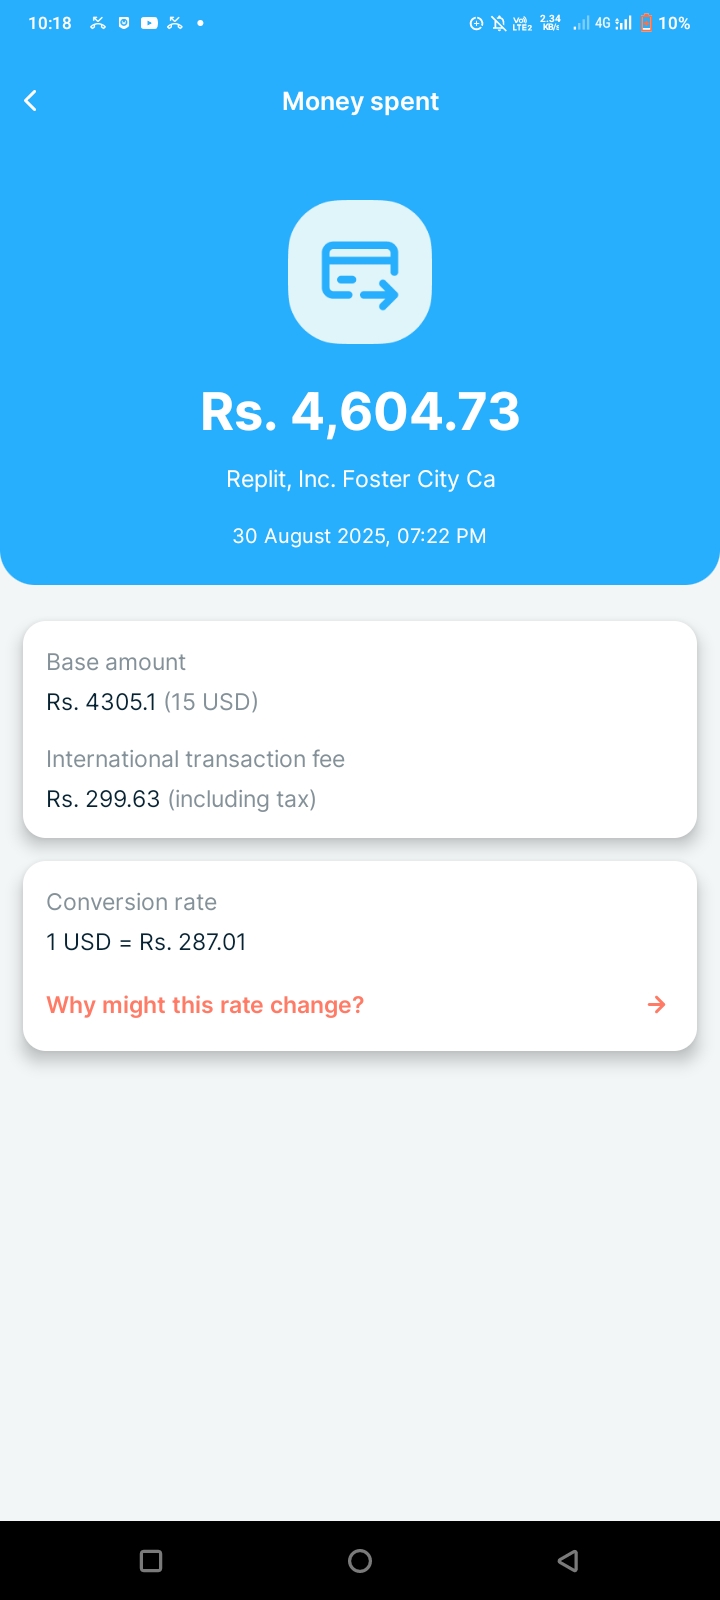 10:18
Vo) LTE2 2.34 KB/s 4G 10%
Money spent
Rs. 4,604.73
Replit, Inc. Foster City Ca
30 August 2025, 07:22 PM
Base amount
Rs. 4305.1 (15 USD)
International transaction fee
Rs. 299.63 (including tax)
Conversion rate
1 USD = Rs. 287.01
Why might this rate change?